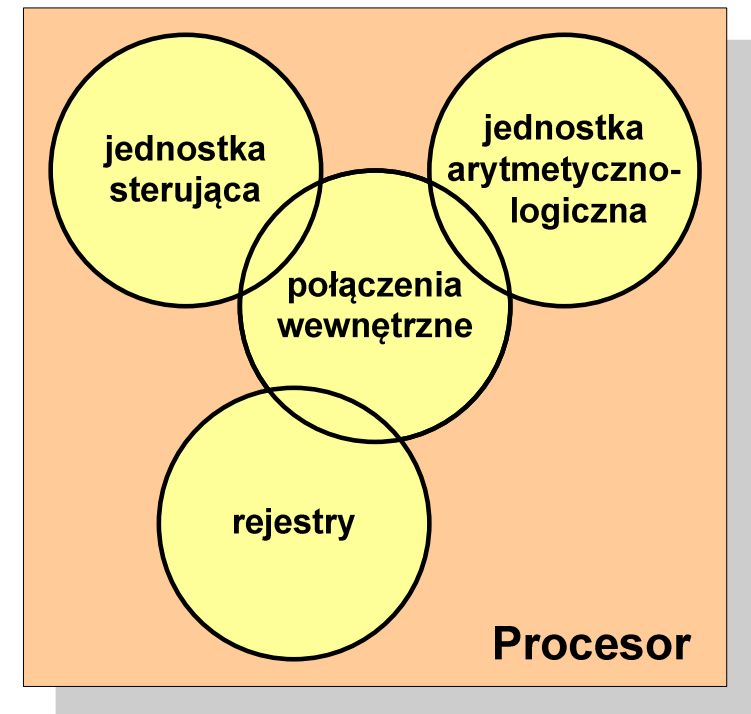 jednostka
sterująca
jednostka
arytmetyczno-
logiczna
połączenia
wewnętrzne
rejestry
Procesor